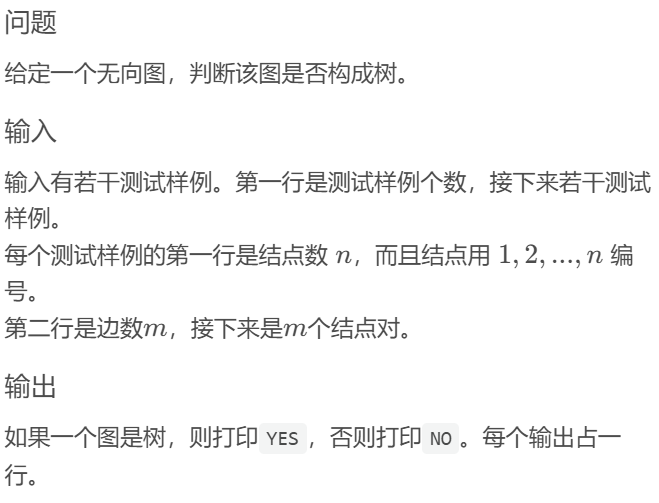 问题
给定一个无向图，判断该图是否构成树。
输入
输入有若干测试样例。第一行是测试样例个数，接下来若干测试
样例。
每个测试样例的第一行是结点数 n，而且结点用 1, 2, ..., n 编
号。
第二行是边数m，接下来是m个结点对。
输出
如果一个图是树，则打印 YES ，否则打印 NO 。每个输出占一
行。